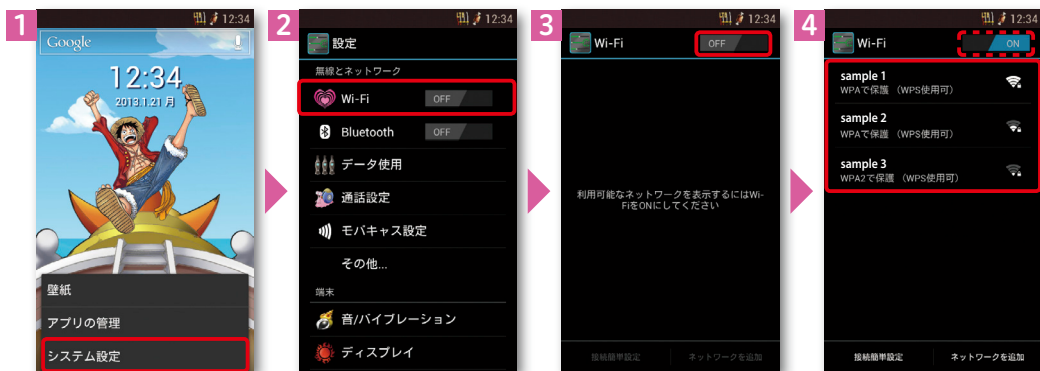 1
12:34
Google
12:34
2013.1.21 月
壁紙
アプリの管理
システム設定
2
12:34
設定
無線とネットワーク
Wi-Fi OFF
Bluetooth OFF
データ使用
通話設定
モバキャス設定
その他...
端末
音/バイブレーション
ディスプレイ
3
12:34
Wi-Fi OFF
利用可能なネットワークを表示するにはWi-
FiをONにしてください
接続簡単設定 ネットワークを追加
4
12:34
Wi-Fi ON
sample 1
WPAで保護 （WPS使用可）
sample 2
WPAで保護 （WPS使用可）
sample 3
WPA2で保護 （WPS使用可）
接続簡単設定 ネットワークを追加